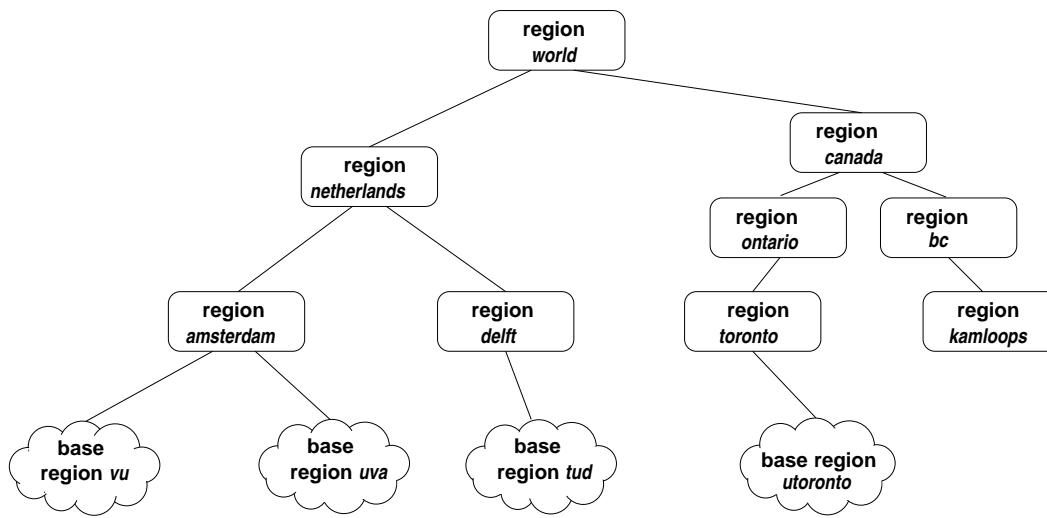 region
world
region
canada
region
netherlands
region
ontario
region
bc
region
amsterdam
region
delft
region
toronto
region
kamloops
base
region vu
base
region uva
base
region tud
base region
utoronto